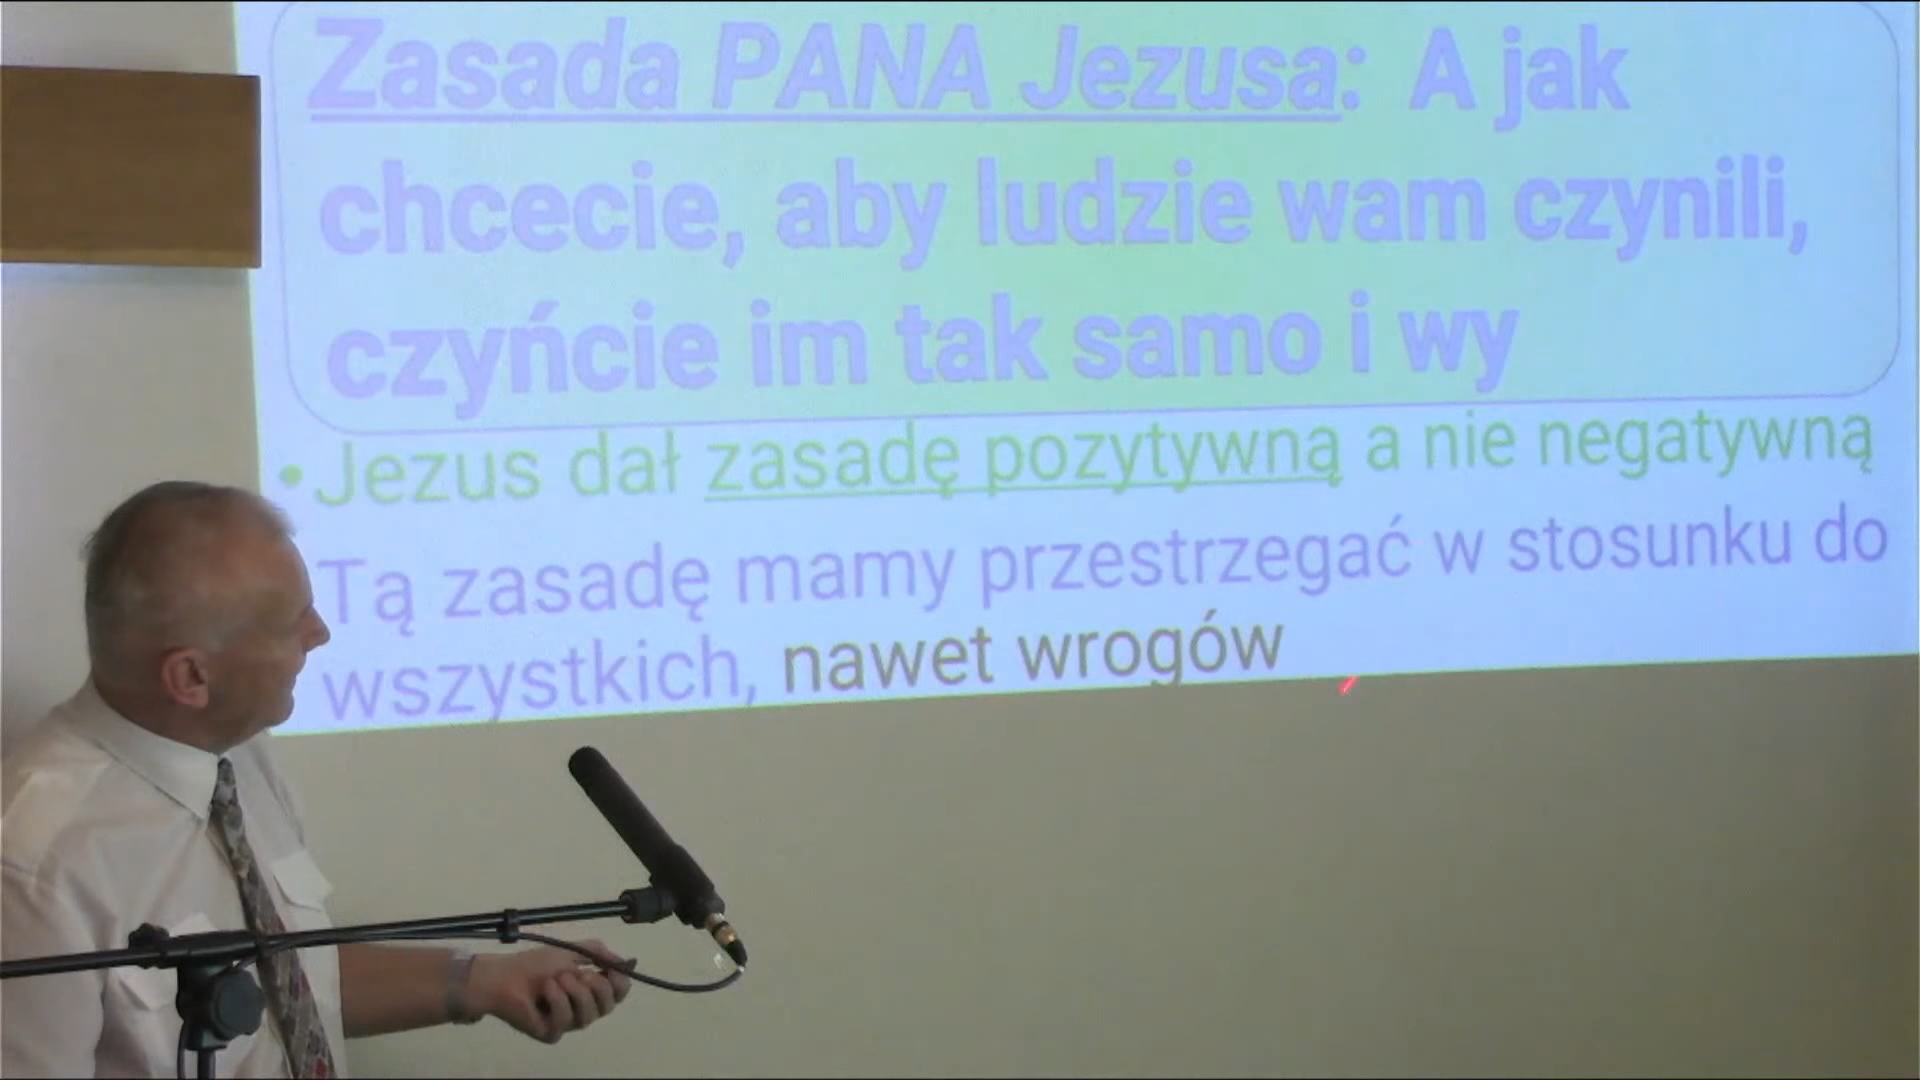 Zasada PANA Jezusa: A jak
chcecie, aby ludzie wam czynili,
czyńcie im tak samo i wy
•Jezus dał zasadę pozytywną a nie negatywną
Tą zasadę mamy przestrzegać w stosunku do
wszystkich, nawet wrogów